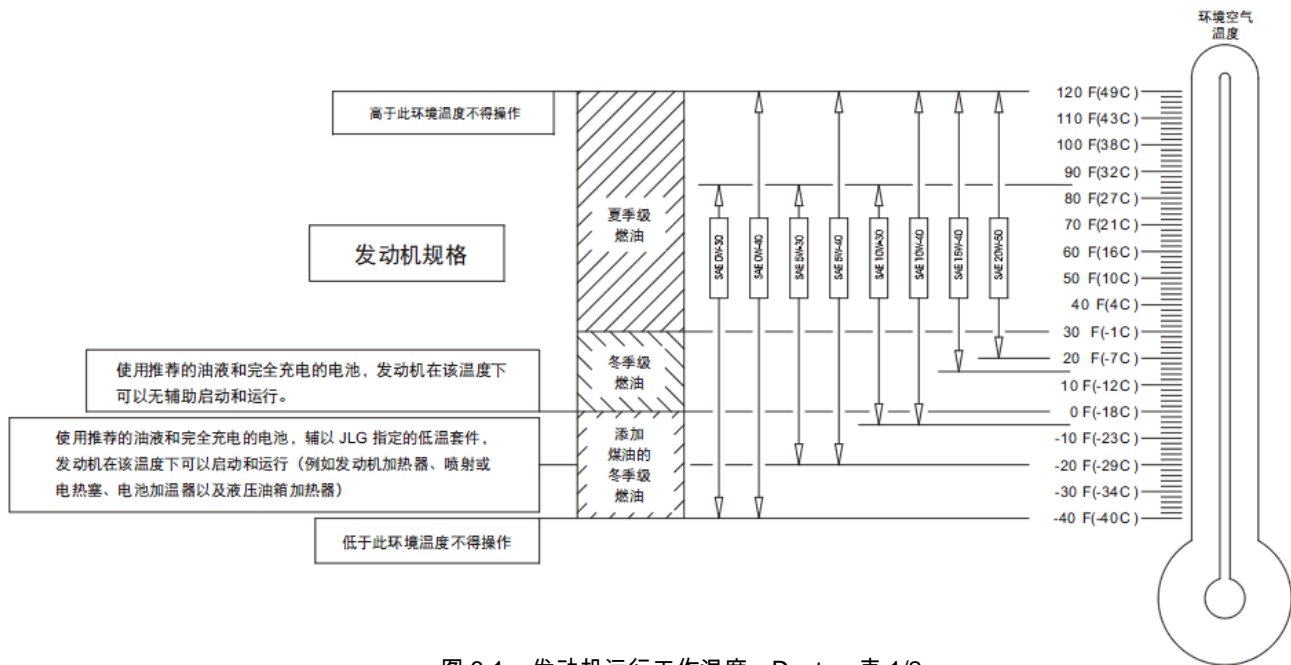 环境空气
温度
高于此环境温度不得操作
发动机规格
使用推荐的油液和完全充电的电池，发动机在该温度下
可以无辅助启动和运行。
使用推荐的油液和完全充电的电池，辅以 JLG 指定的低温套件，
发动机在该温度下可以启动和运行（例如发动机加热器、喷射或
电热塞、电池加温器以及液压油箱加热器）
低于此环境温度不得操作
夏季级
燃油
冬季级
燃油
添加
煤油的
冬季级
燃油
SAE 0W-30
SAE 0W-40
SAE 5W-30
SAE 5W-40
SAE 10W-30
SAE 10W-40
SAE 15W-40
SAE 20W-50
120 F(49C)
110 F(43C)
100 F(38C)
90 F(32C)
80 F(27C)
70 F(21C)
60 F(16C)
50 F(10C)
40 F(4C)
30 F(-1C)
20 F(-7C)
10 F(-12C)
0 F(-18C)
-10 F(-23C)
-20 F(-29C)
-30 F(-34C)
-40 F(-40C)